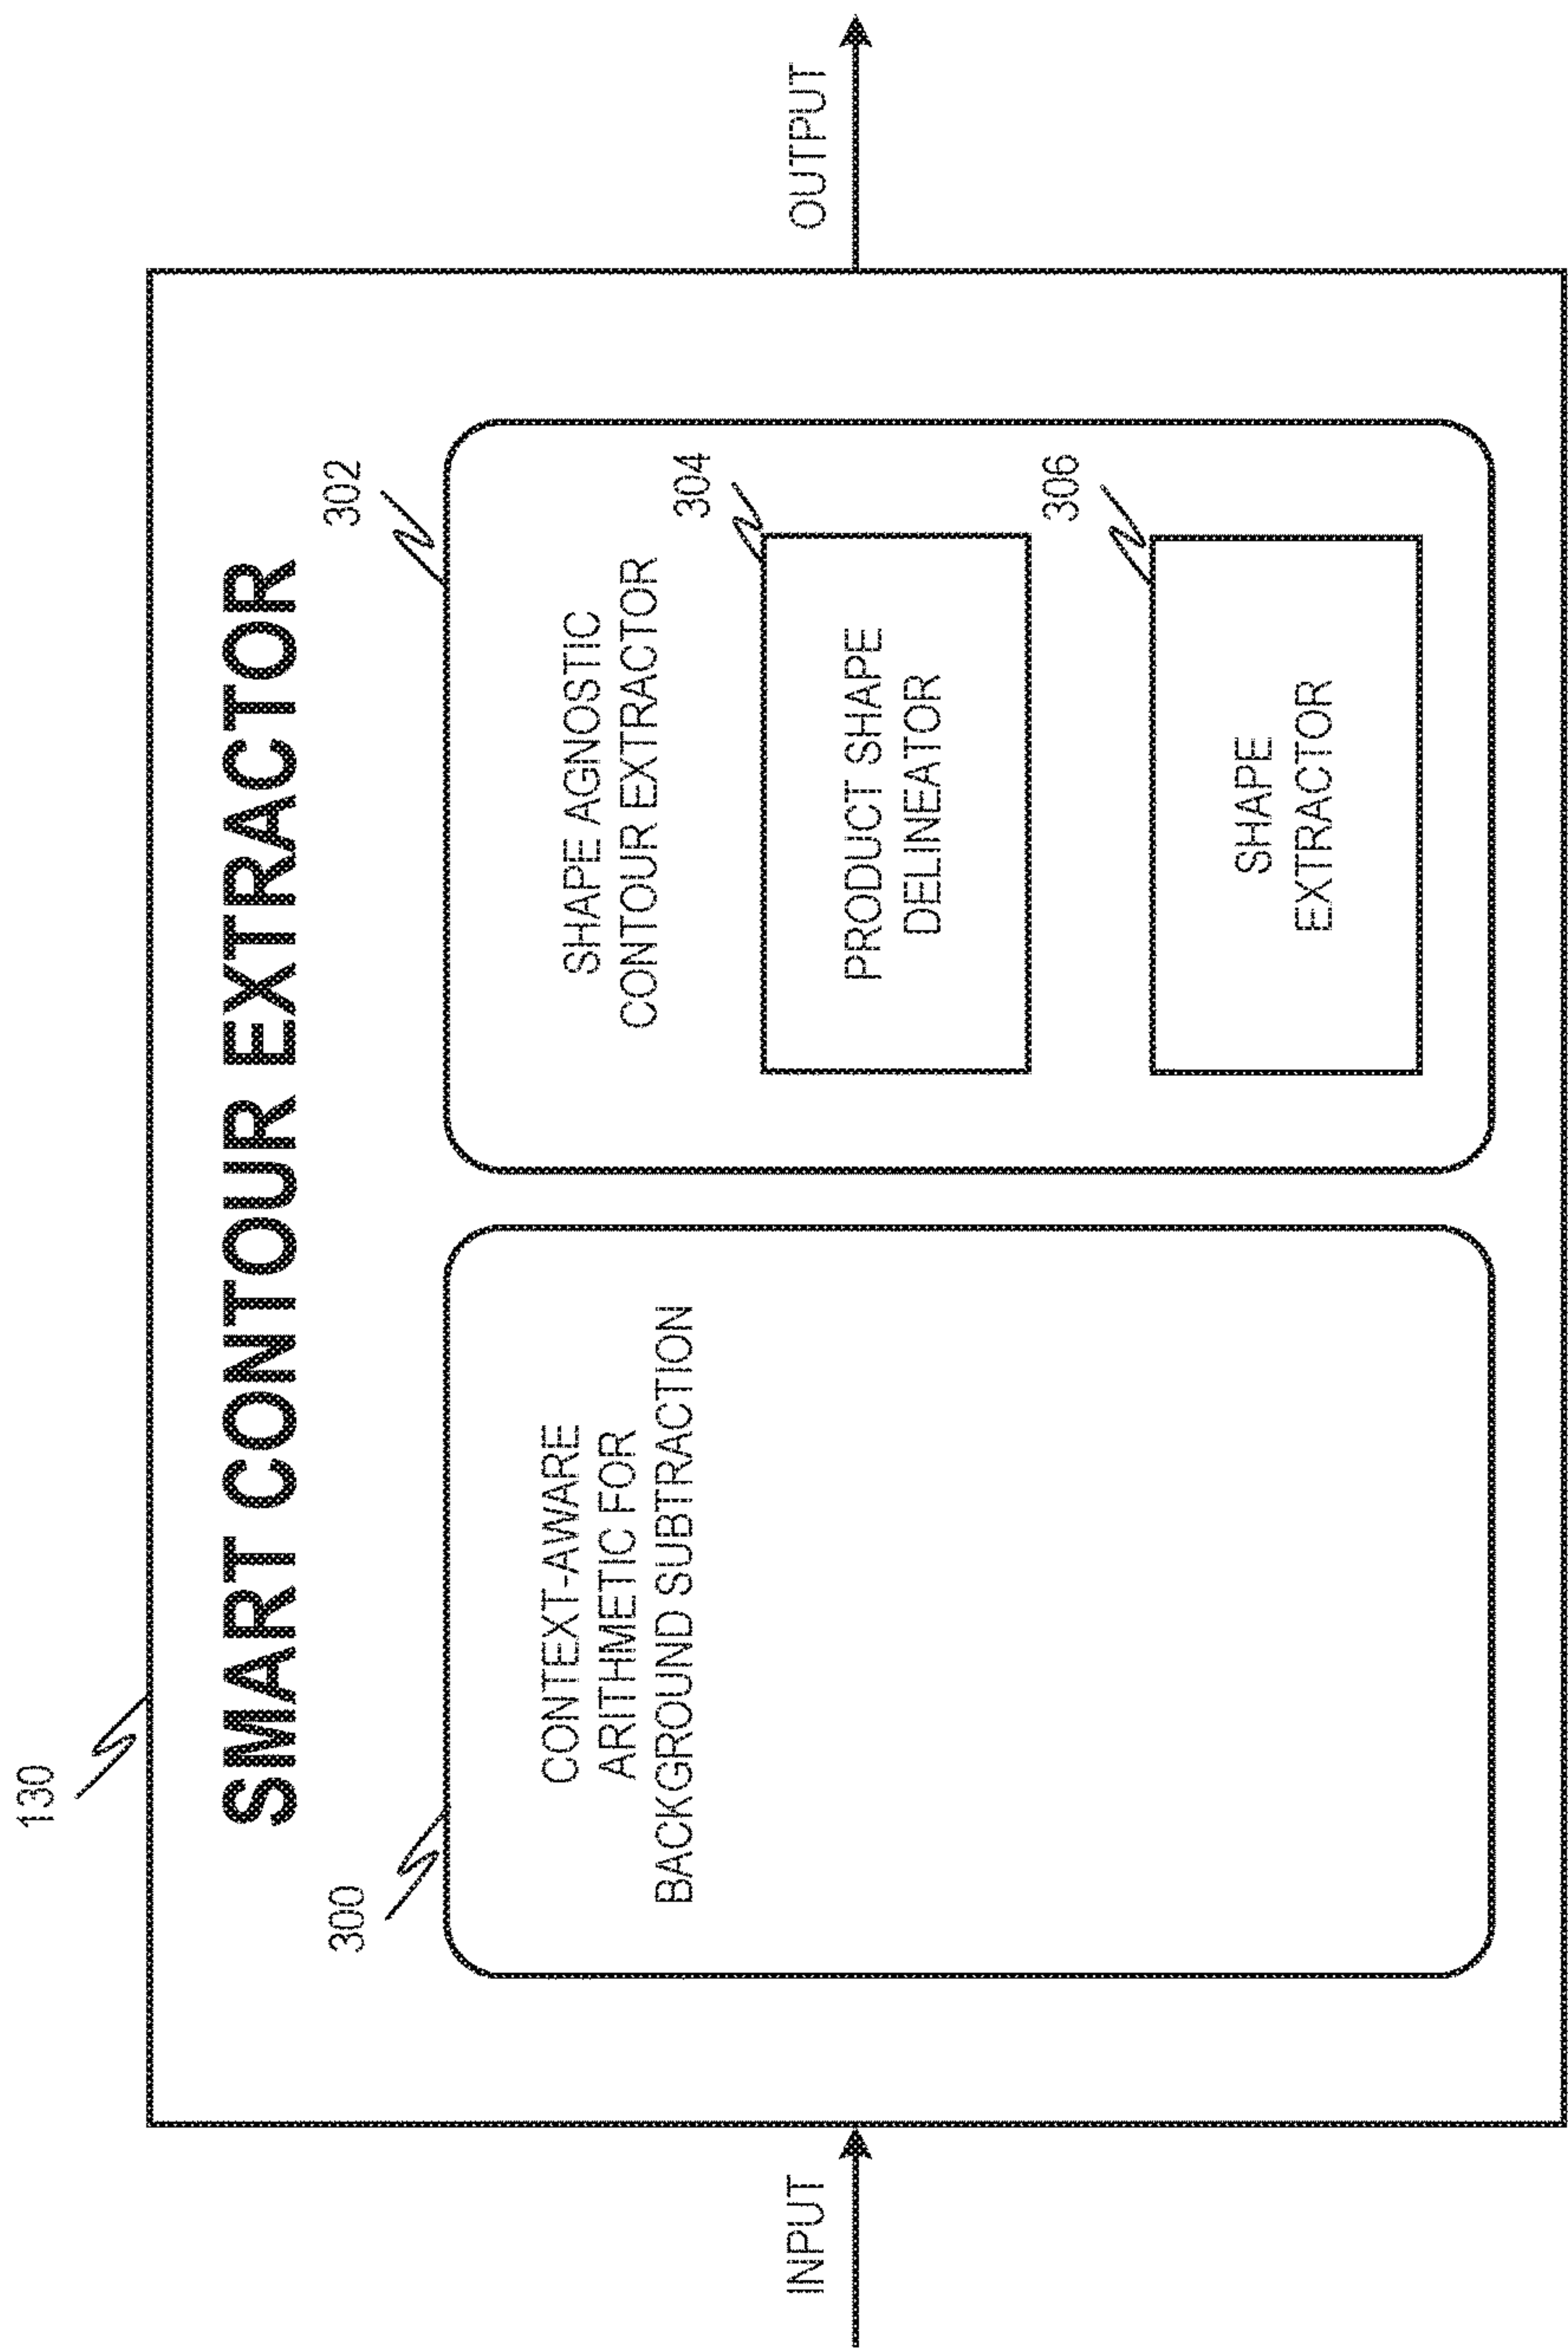 130
SMART CONTOUR EXTRACTOR
300
CONTEXT-AWARE
ARITHMETIC FOR
BACKGROUND SUBTRACTION
302
SHAPE AGNOSTIC
CONTOUR EXTRACTOR
304
PRODUCT SHAPE
DELINEATOR
306
SHAPE
EXTRACTOR
INPUT
OUTPUT